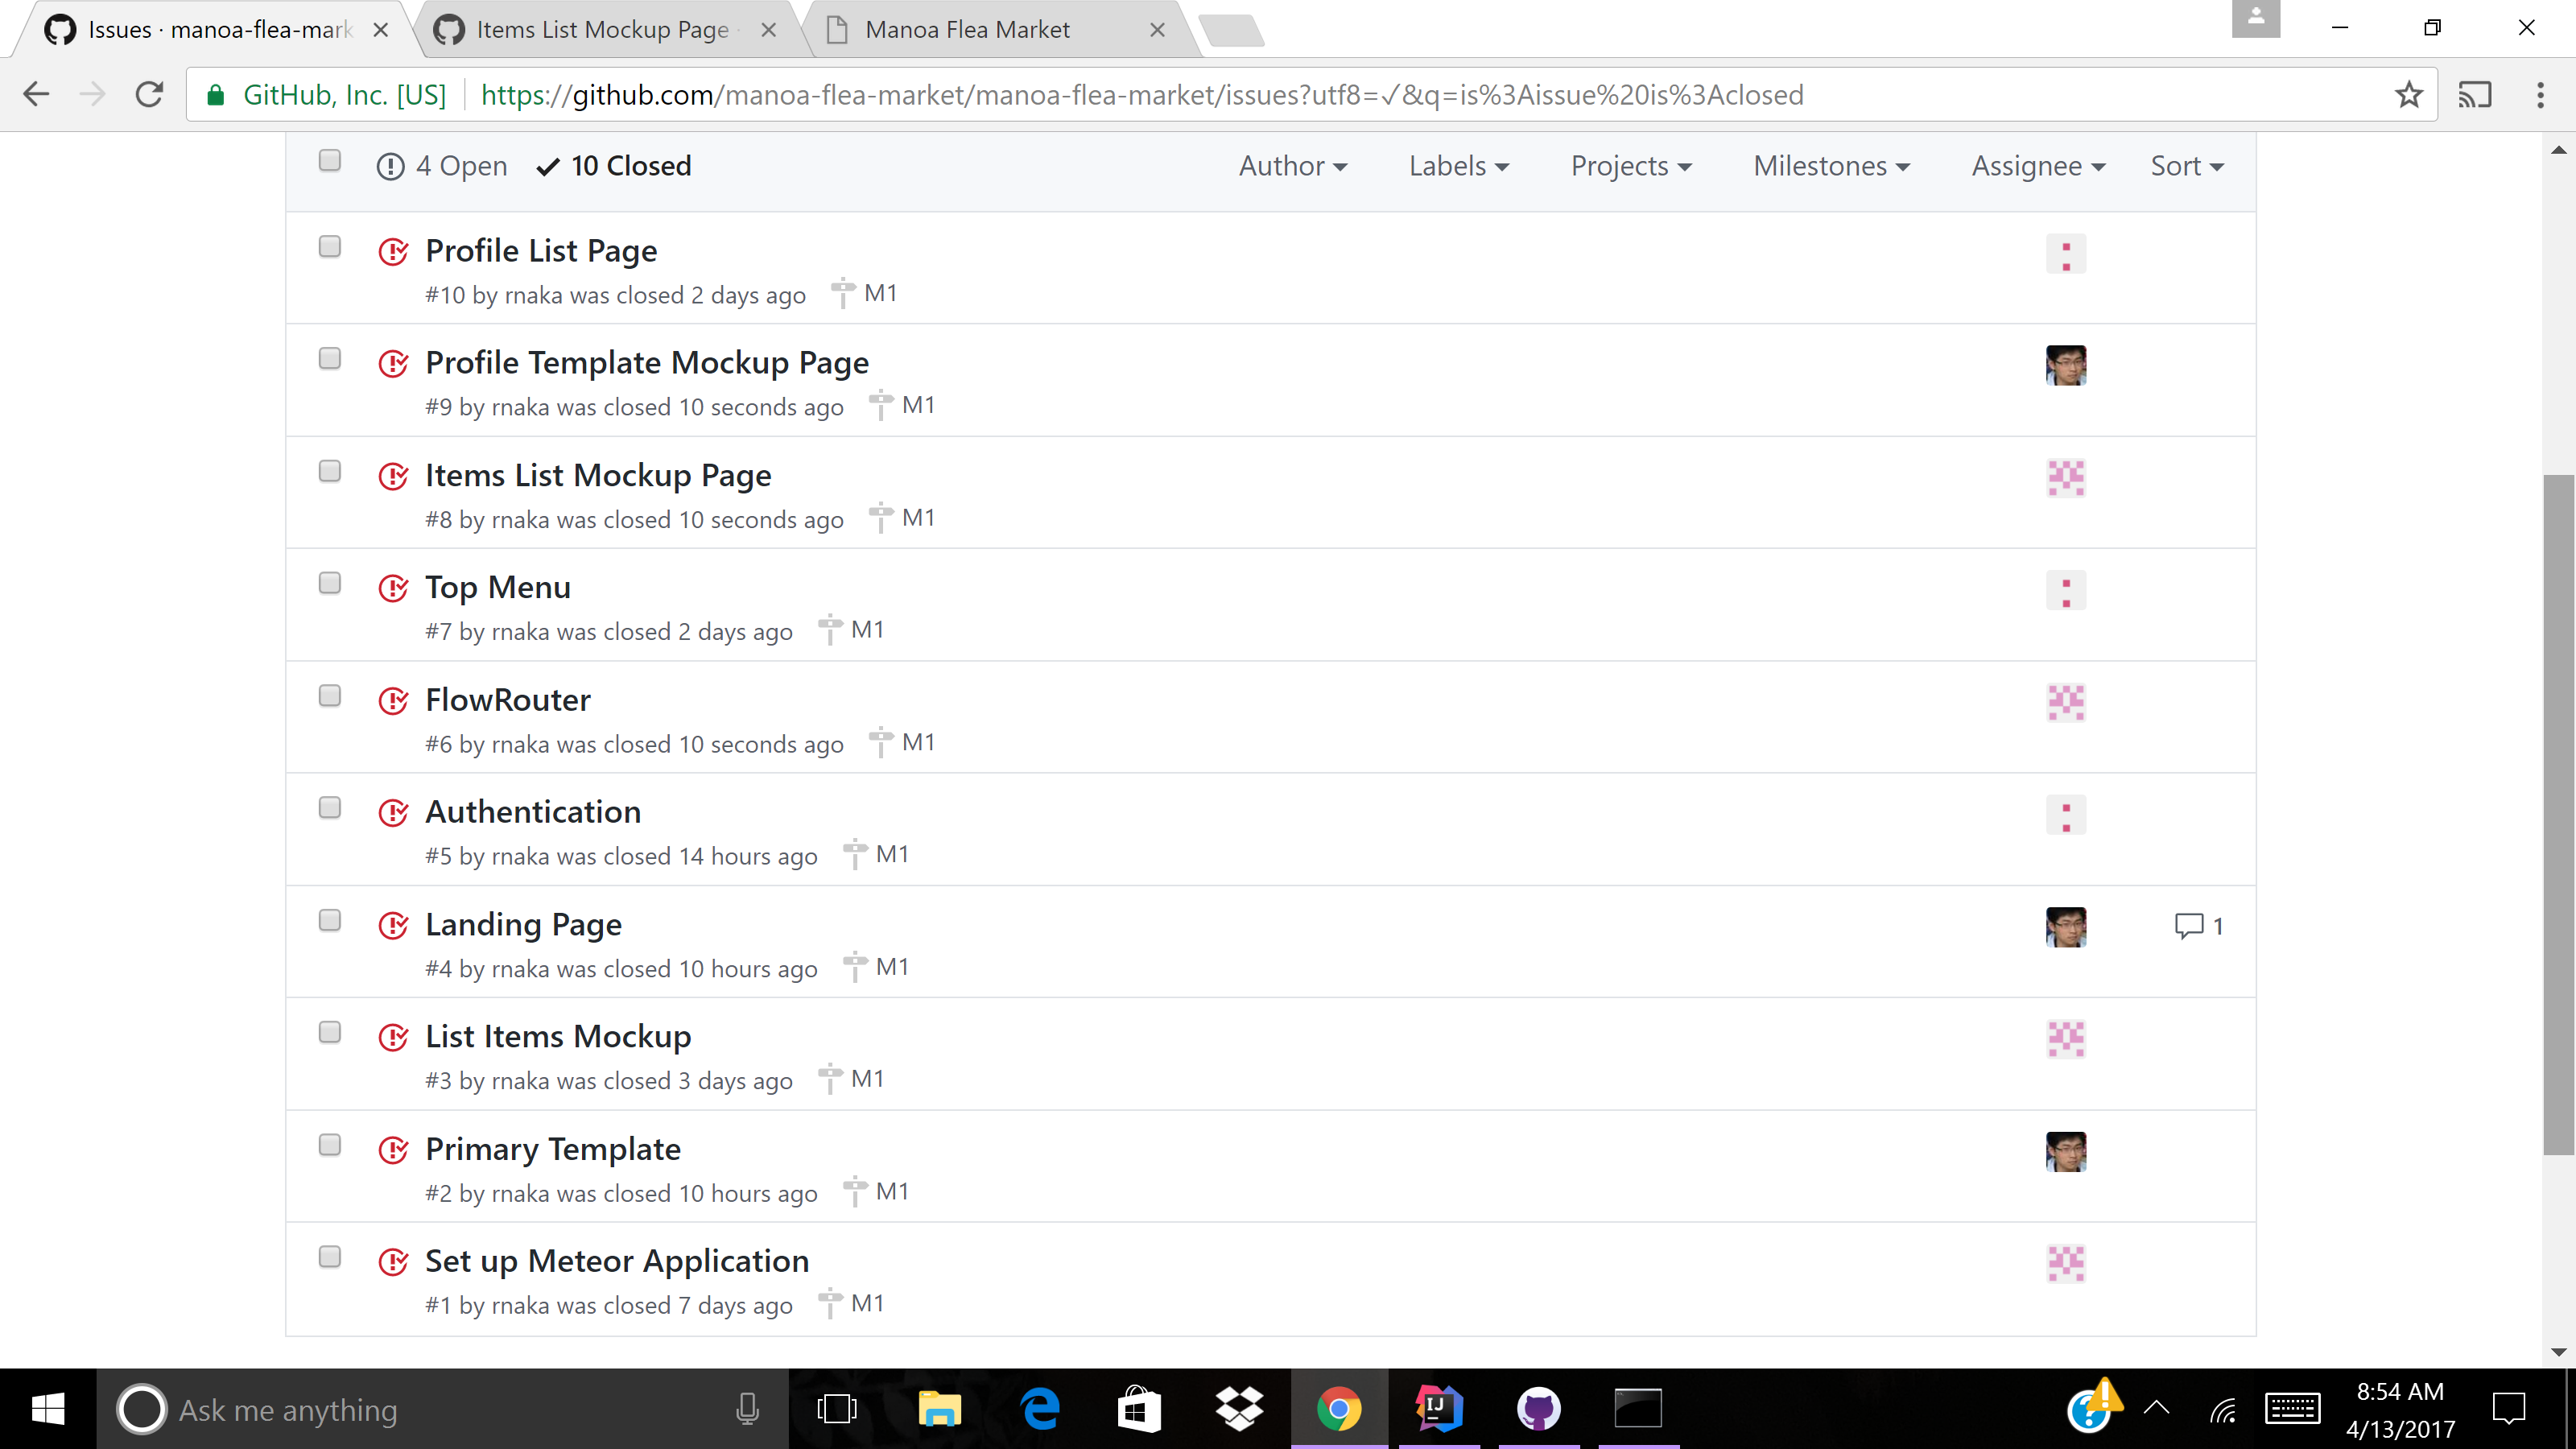 Issues · manoa-flea-mark
Items List Mockup Page ·
Manoa Flea Market
GitHub, Inc. [US] https://github.com/manoa-flea-market/manoa-flea-market/issues?utf8=✓&q=is%3Aissue%20is%3Aclosed
4 Open 10 Closed Author Labels Projects Milestones Assignee Sort
Profile List Page
#10 by rnaka was closed 2 days ago M1
Profile Template Mockup Page
#9 by rnaka was closed 10 seconds ago M1
Items List Mockup Page
#8 by rnaka was closed 10 seconds ago M1
Top Menu
#7 by rnaka was closed 2 days ago M1
FlowRouter
#6 by rnaka was closed 10 seconds ago M1
Authentication
#5 by rnaka was closed 14 hours ago M1
Landing Page 1
#4 by rnaka was closed 10 hours ago M1
List Items Mockup
#3 by rnaka was closed 3 days ago M1
Primary Template
#2 by rnaka was closed 10 hours ago M1
Set up Meteor Application
#1 by rnaka was closed 7 days ago M1
Ask me anything
IJ
8:54 AM
4/13/2017